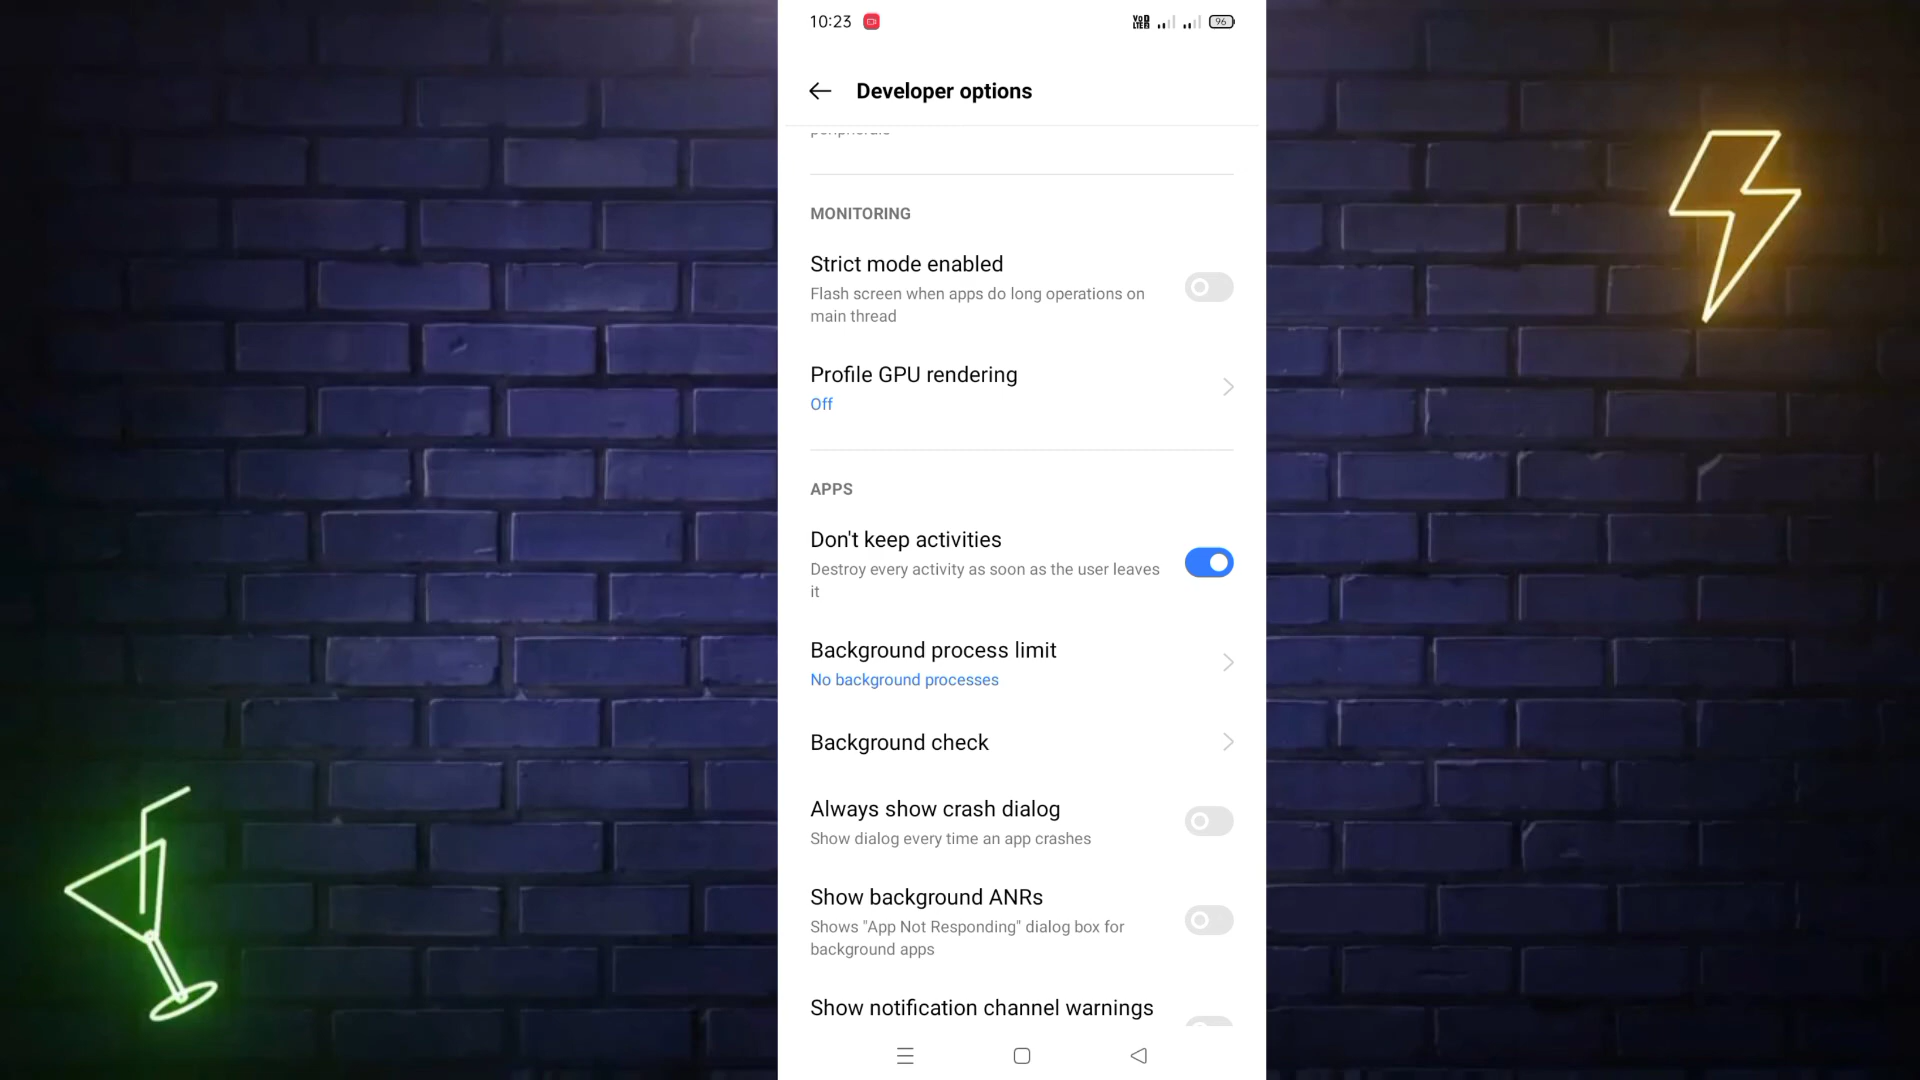 10:23
VoD
LTE2
96
Developer options
MONITORING
Strict mode enabled
Flash screen when apps do long operations on
main thread
Profile GPU rendering
Off
APPS
Don't keep activities
Destroy every activity as soon as the user leaves
it
Background process limit
No background processes
Background check
Always show crash dialog
Show dialog every time an app crashes
Show background ANRs
Shows "App Not Responding" dialog box for
background apps
Show notification channel warnings